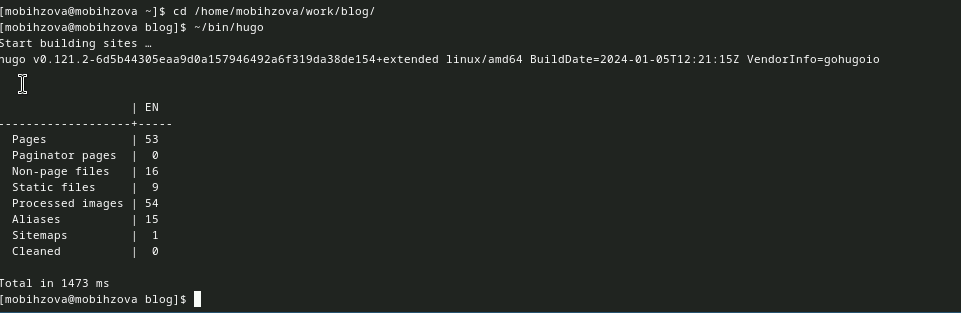 [mobihzova@mobihzova ~]$ cd /home/mobihzova/work/blog/
[mobihzova@mobihzova blog]$ ~/bin/hugo
Start building sites …
hugo v0.121.2-6d5b44305eaa9d0a157946492a6f319da38de154+extended linux/amd64 BuildDate=2024-01-05T12:21:15Z VendorInfo=gohugoio
                   | EN
-------------------+-----
  Pages            | 53
  Paginator pages  |  0
  Non-page files   | 16
  Static files     |  9
  Processed images | 54
  Aliases          | 15
  Sitemaps         |  1
  Cleaned          |  0
Total in 1473 ms
[mobihzova@mobihzova blog]$